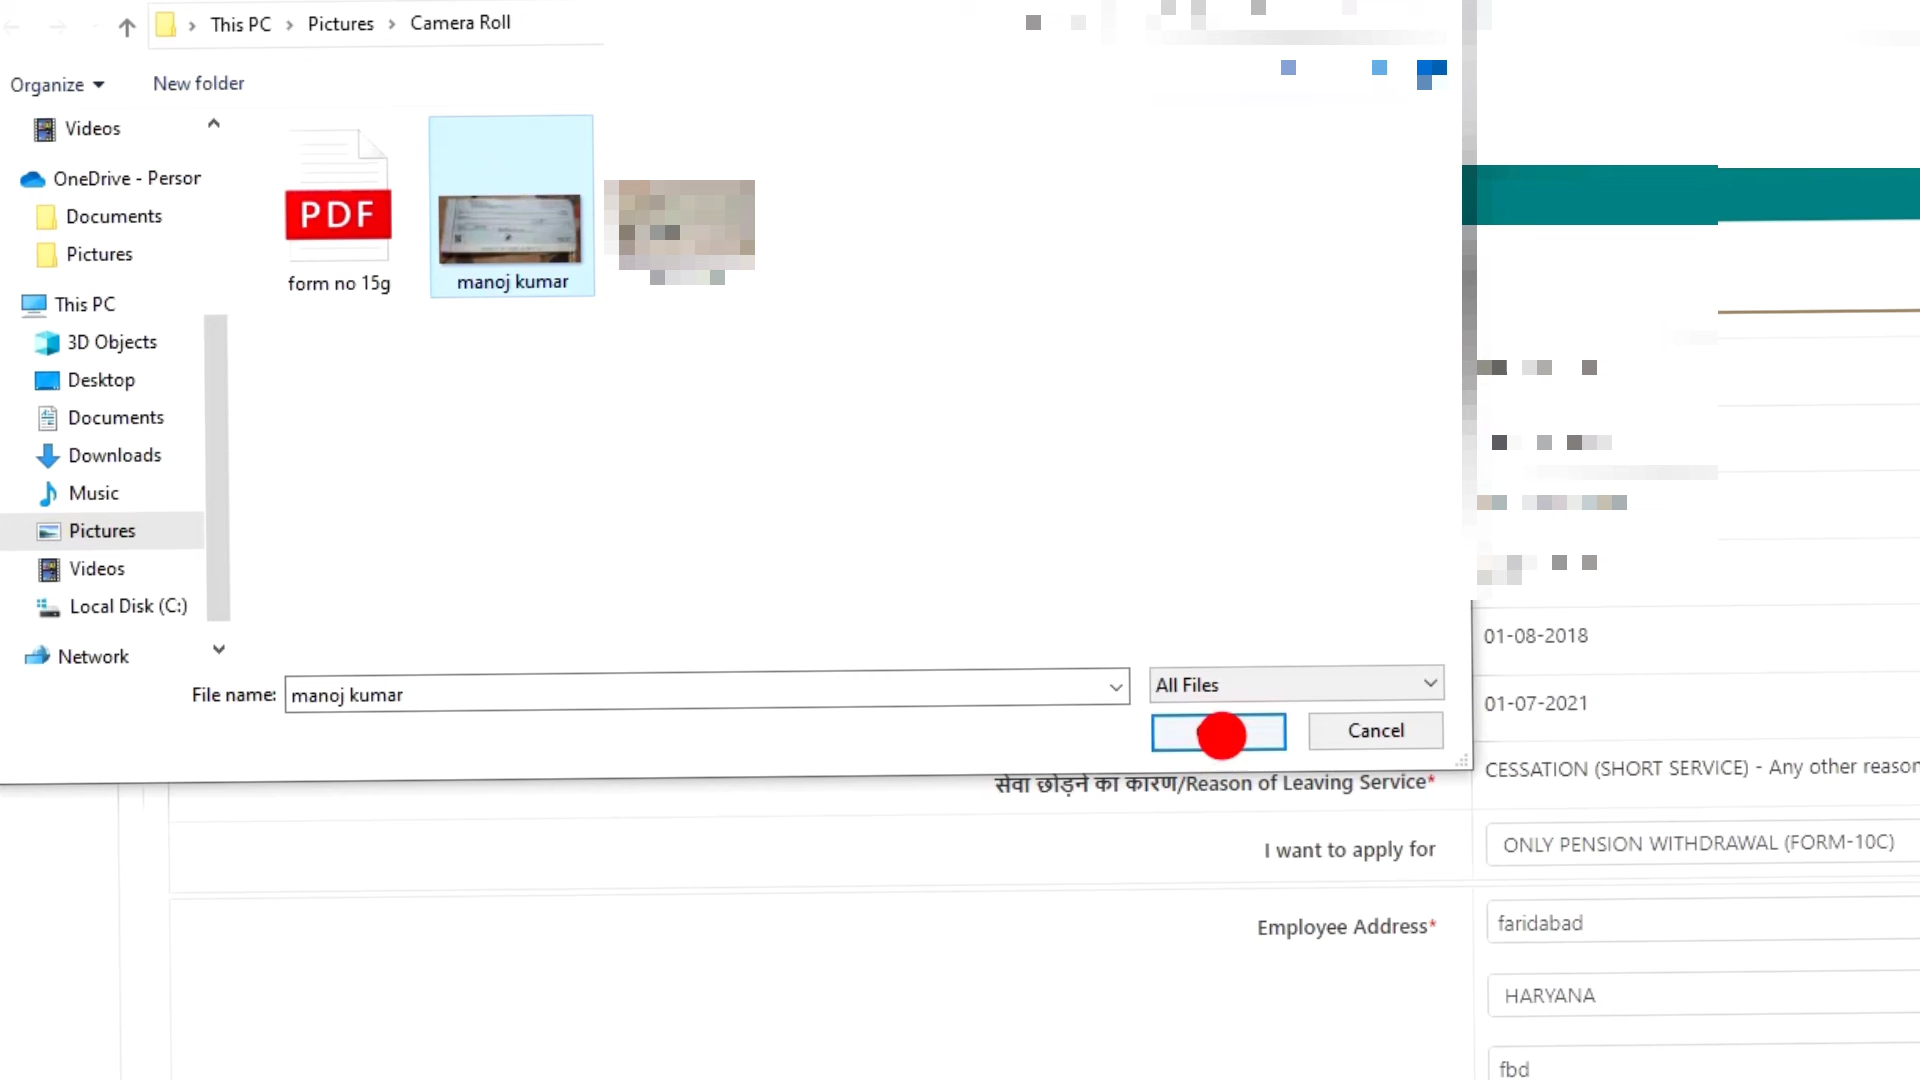 This PC > Pictures > Camera Roll
Organize
New folder
Videos
OneDrive - Person
Documents
Pictures
This PC
3D Objects
Desktop
Documents
Downloads
Music
Pictures
Videos
Local Disk (C:)
Network
PDF
form no 15g
manoj kumar
File name:
manoj kumar
All Files
Cancel
01-08-2018
01-07-2021
सेवा छोड़ने का कारण/Reason of Leaving Service*
CESSATION (SHORT SERVICE) - Any other reason
I want to apply for
ONLY PENSION WITHDRAWAL (FORM-10C)
Employee Address*
faridabad
HARYANA
fbd